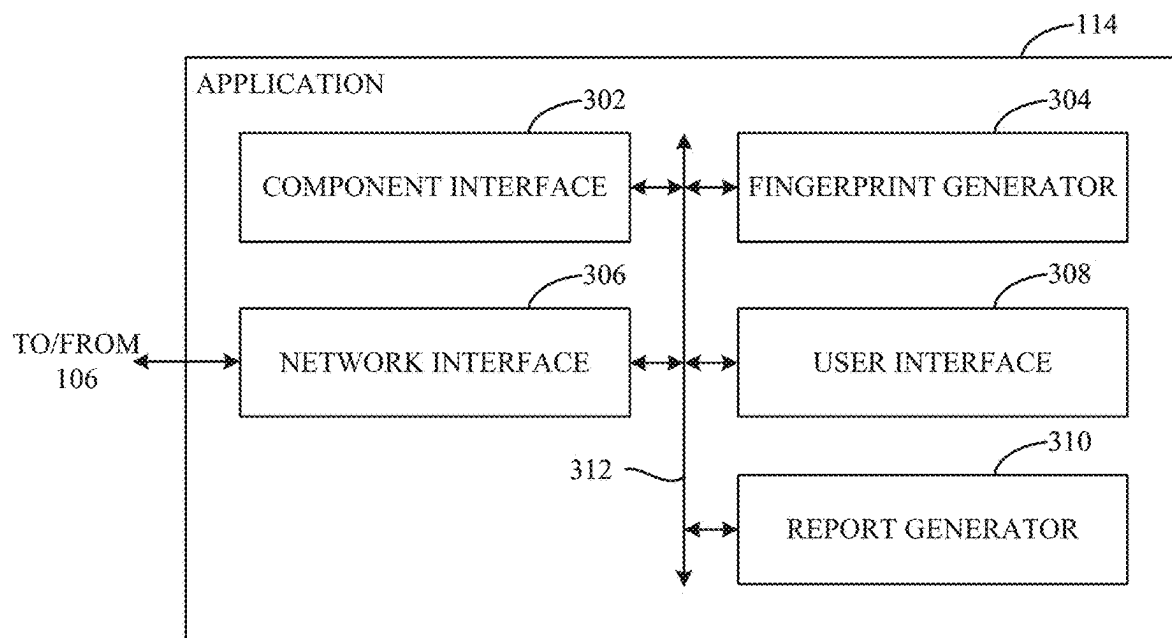 114
APPLICATION
302
304
COMPONENT INTERFACE
FINGERPRINT GENERATOR
306
308
TO/FROM
106
NETWORK INTERFACE
USER INTERFACE
310
312
REPORT GENERATOR